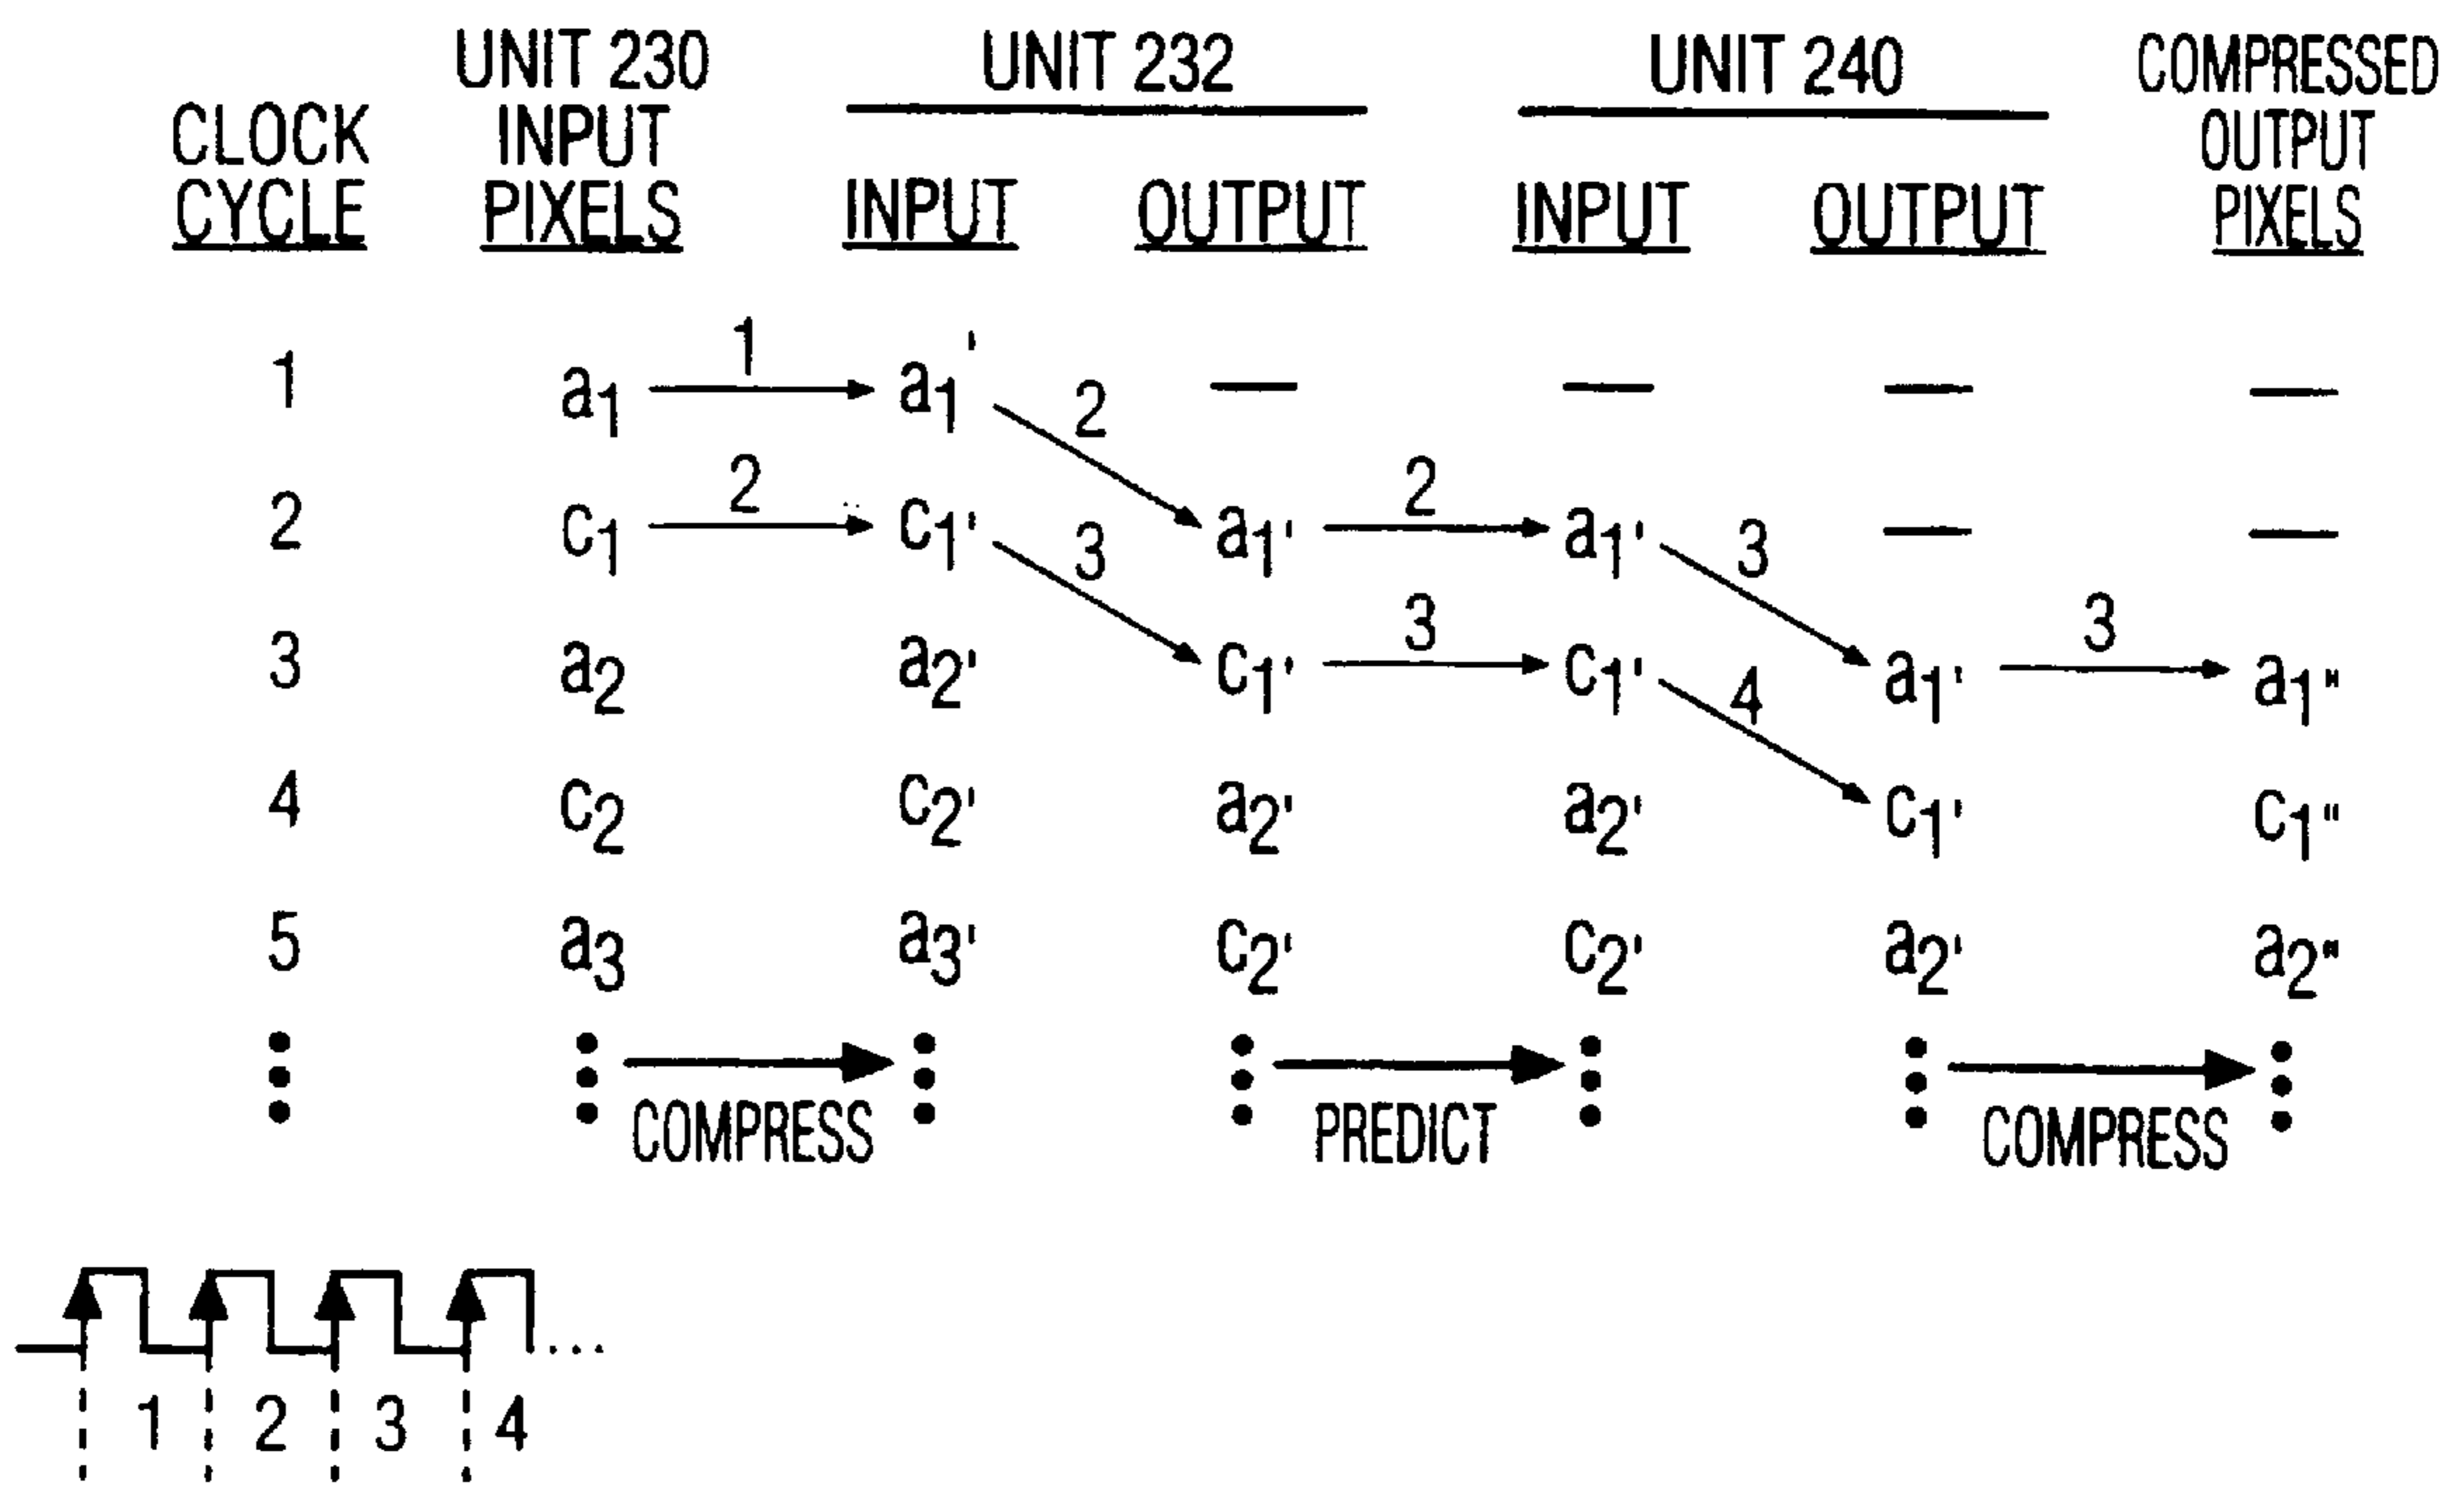 UNIT 230 UNIT 232 UNIT 240 COMPRESSED
CLOCK INPUT OUTPUT
CYCLE PIXELS INPUT OUTPUT INPUT OUTPUT PIXELS
1 a1 1 a1' 2 — — — —
2 c1 2 c1' 3 a1' 2 a1' 3 — —
3 a2 a2' c1' 3 c1' 4 a1' 3 a1"
4 c2 c2' a2' a2' c1' c1"
5 a3 a3' c2' c2' a2' a2"
COMPRESS PREDICT COMPRESS
...
1 2 3 4